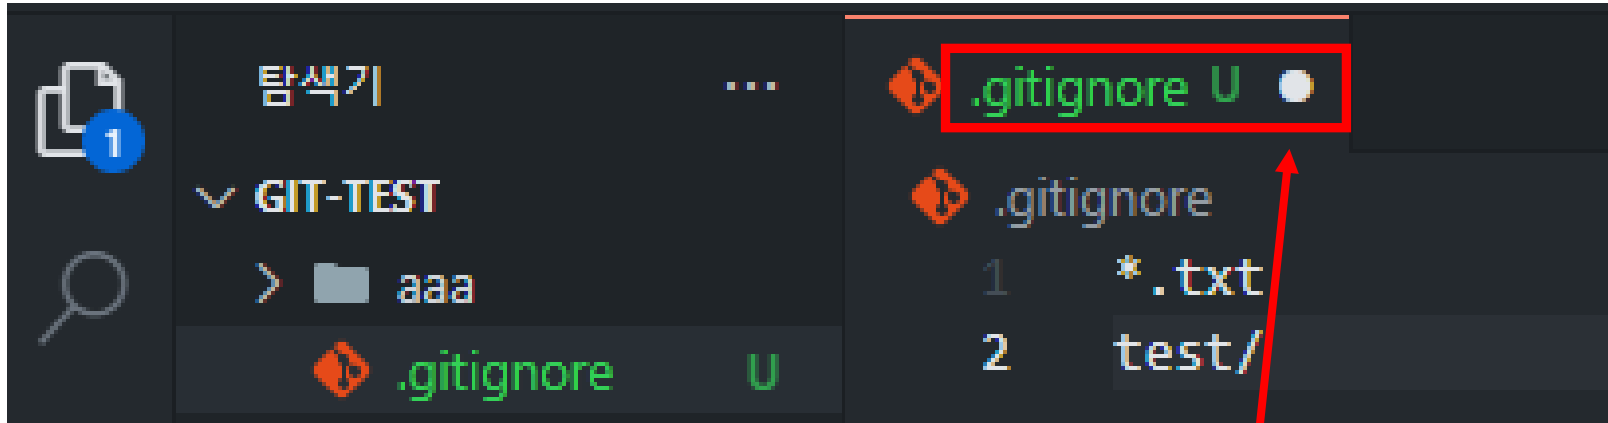 1
탐색기 ...
GIT-TEST
aaa
.gitignore U
.gitignore U
.gitignore
1 *.txt
2 test/